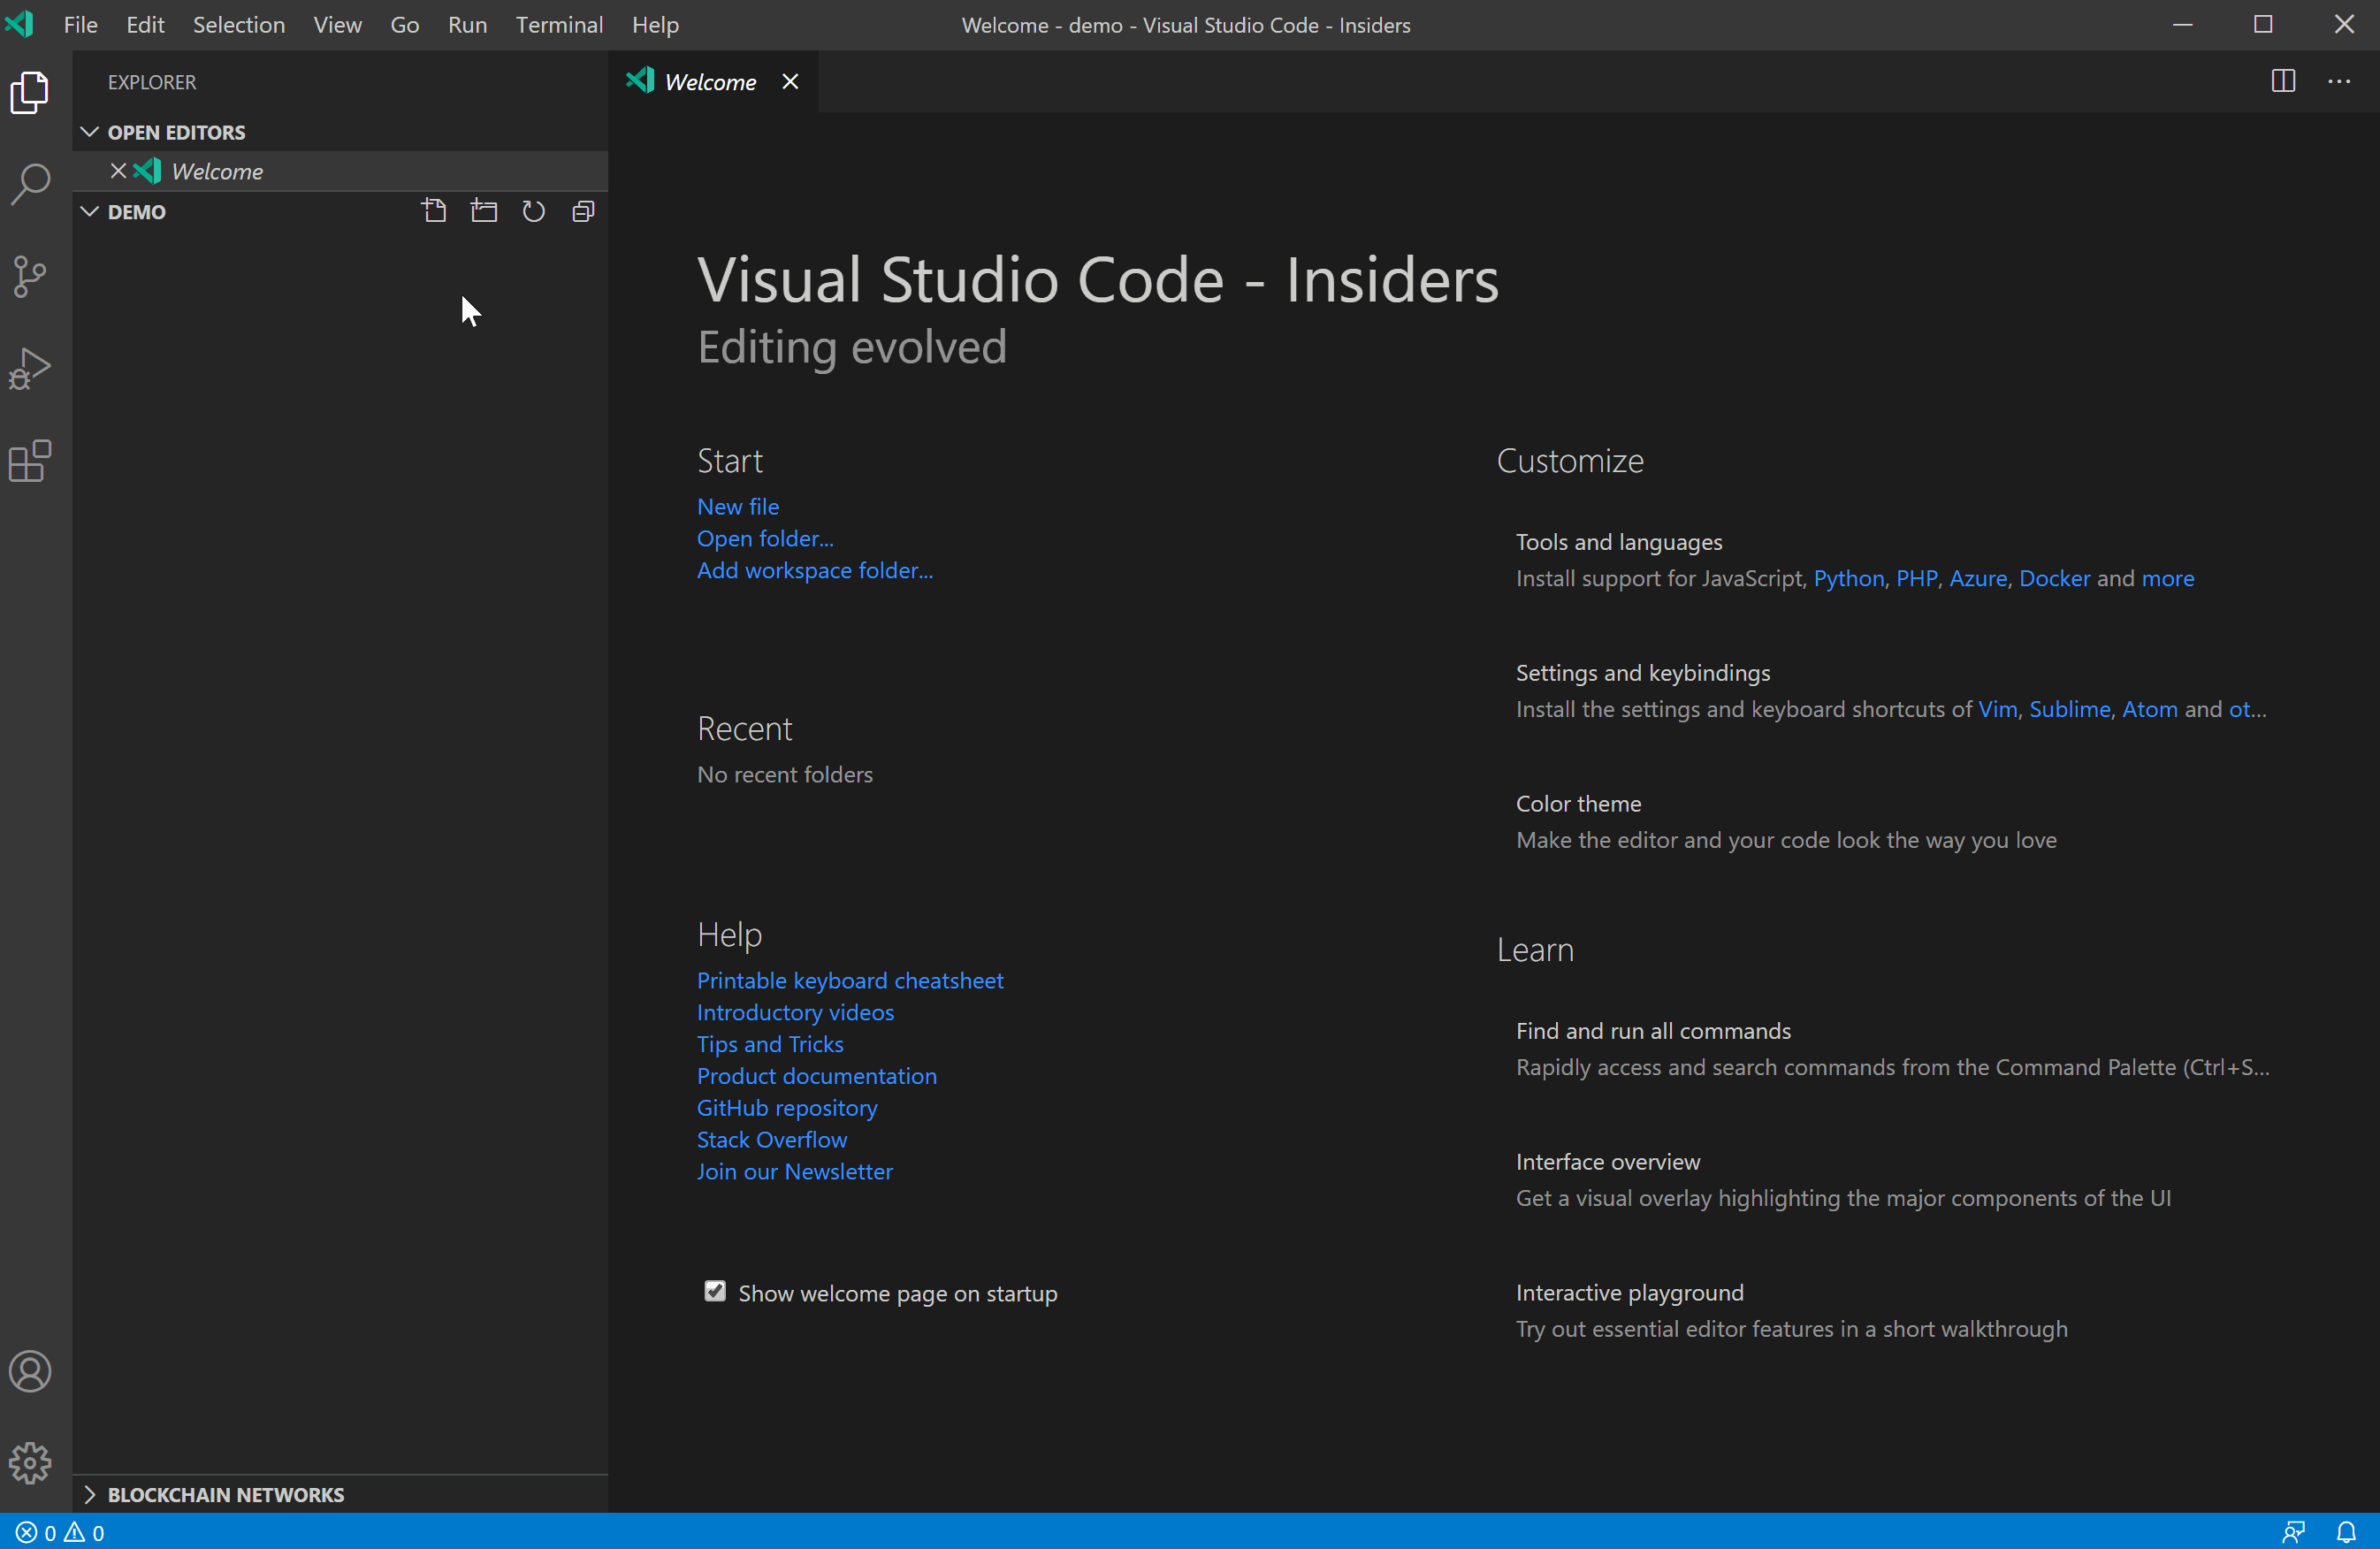 File Edit Selection View Go Run Terminal Help
Welcome - demo - Visual Studio Code - Insiders
EXPLORER
OPEN EDITORS
Welcome
DEMO
BLOCKCHAIN NETWORKS
Welcome
Visual Studio Code - Insiders
Editing evolved
Start
New file
Open folder...
Add workspace folder...
Recent
No recent folders
Help
Printable keyboard cheatsheet
Introductory videos
Tips and Tricks
Product documentation
GitHub repository
Stack Overflow
Join our Newsletter
Show welcome page on startup
Customize
Tools and languages
Install support for JavaScript, Python, PHP, Azure, Docker and more
Settings and keybindings
Install the settings and keyboard shortcuts of Vim, Sublime, Atom and ot...
Color theme
Make the editor and your code look the way you love
Learn
Find and run all commands
Rapidly access and search commands from the Command Palette (Ctrl+S...
Interface overview
Get a visual overlay highlighting the major components of the UI
Interactive playground
Try out essential editor features in a short walkthrough
0 0